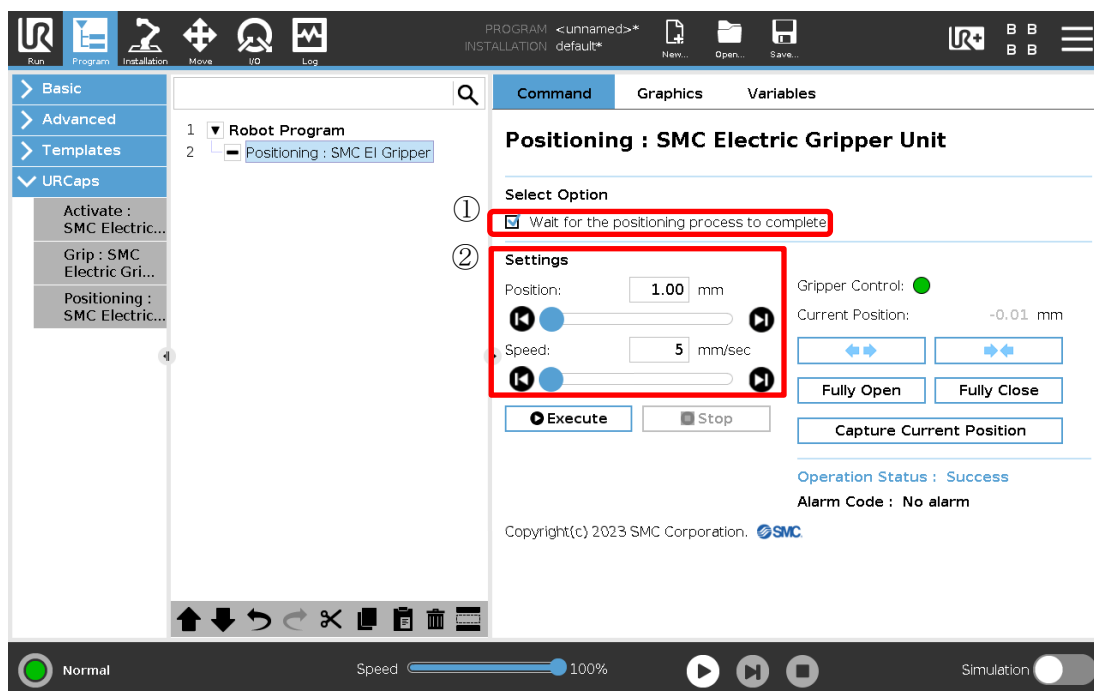 PROGRAM <unnamed>*
INSTALLATION default*
Run
Program
Installation
Move
I/O
Log
New...
Open...
Save...
UR+
B B
B B
Basic
Advanced
Templates
URCaps
Activate :
SMC Electric...
Grip : SMC
Electric Gri...
Positioning :
SMC Electric...
1 Robot Program
2 Positioning : SMC El Gripper
Command Graphics Variables
Positioning : SMC Electric Gripper Unit
Select Option
① Wait for the positioning process to complete
② Settings
Position: 1.00 mm
Speed: 5 mm/sec
Execute Stop
Gripper Control:
Current Position: -0.01 mm
Fully Open Fully Close
Capture Current Position
Operation Status : Success
Alarm Code : No alarm
Copyright(c) 2023 SMC Corporation. SMC.
Normal
Speed 100%
Simulation